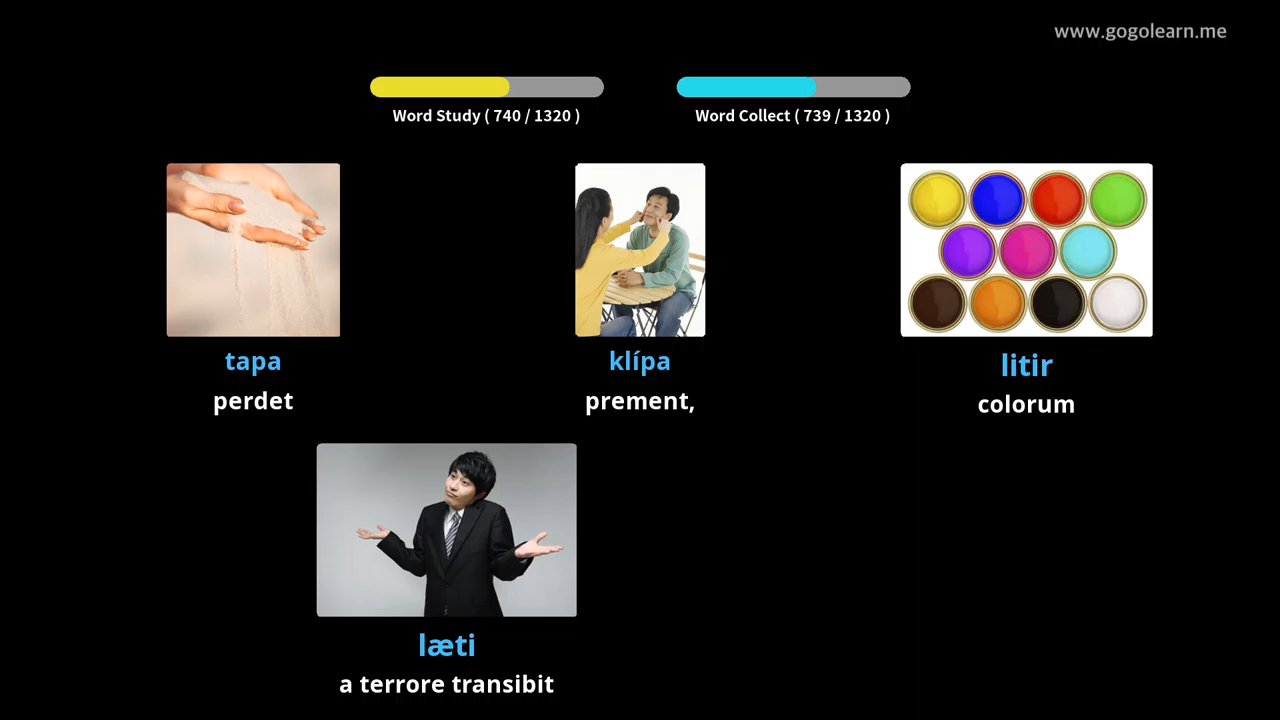 www.gogolearn.me
Word Study ( 740 / 1320 )
Word Collect ( 739 / 1320 )
tapa
perdet
klípa
prement,
litir
colorum
læti
a terrore transibit